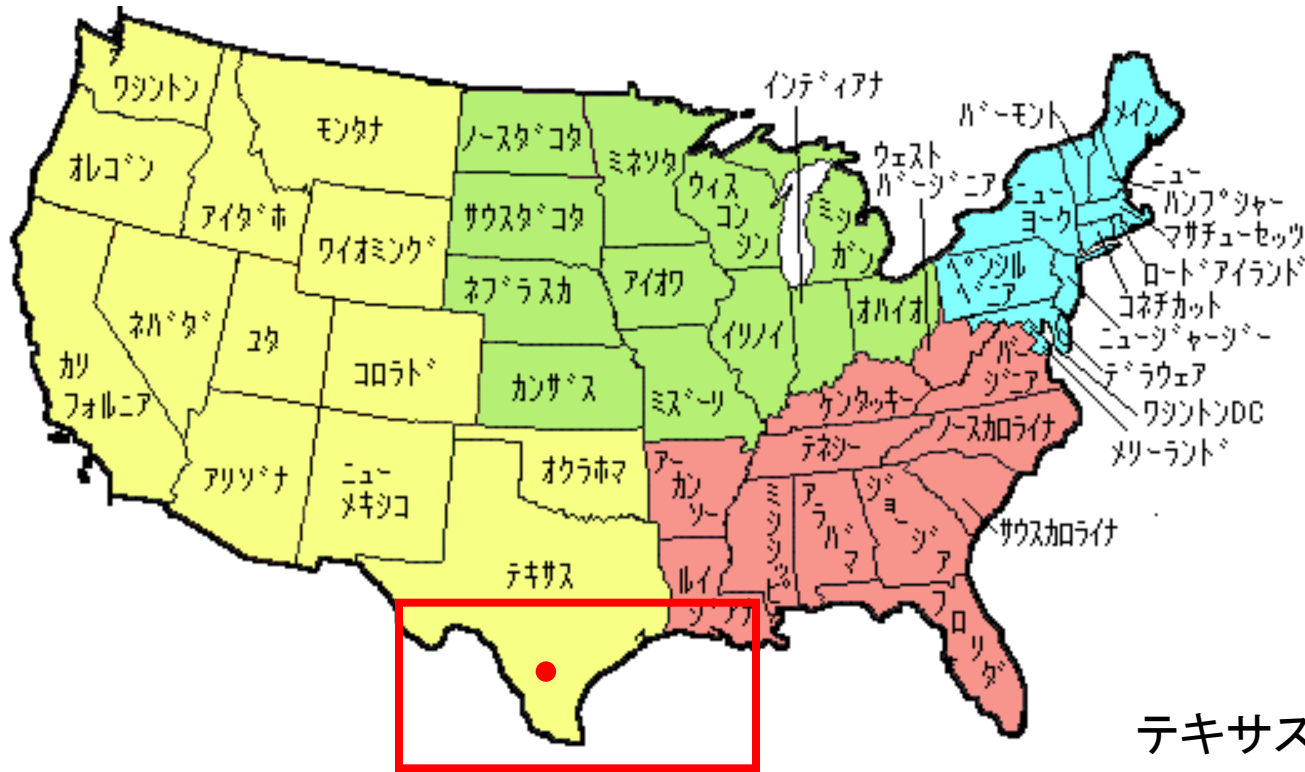 ワシントン
モンタナ
オレゴン
アイダホ
ワイオミング
ネバダ
ユタ
コロラド
カリ
フォルニア
アリゾナ
ニュー
メキシコ
オクラホマ
テキサス
ノースダコタ
サウスダコタ
ネブラスカ
カンザス
ミネソタ
アイオワ
ミズーリ
ウィス
コン
シン
イリノイ
インディアナ
ミシ
ガン
オハイオ
ウェスト
バージニア
ケンタッキー
バー
ジニア
テネシー
ノースカロライナ
アー
カン
ソー
ルイ
ジアナ
ミシシッピ
アラバマ
ジョージア
サウスカロライナ
フロリダ
バーモント
メイン
ニュー
ハンプシャー
ニュー
ヨーク
マサチューセッツ
ロードアイランド
ペンシル
ベニア
コネチカット
ニュージャージー
デラウェア
ワシントンDC
メリーランド
テキサス